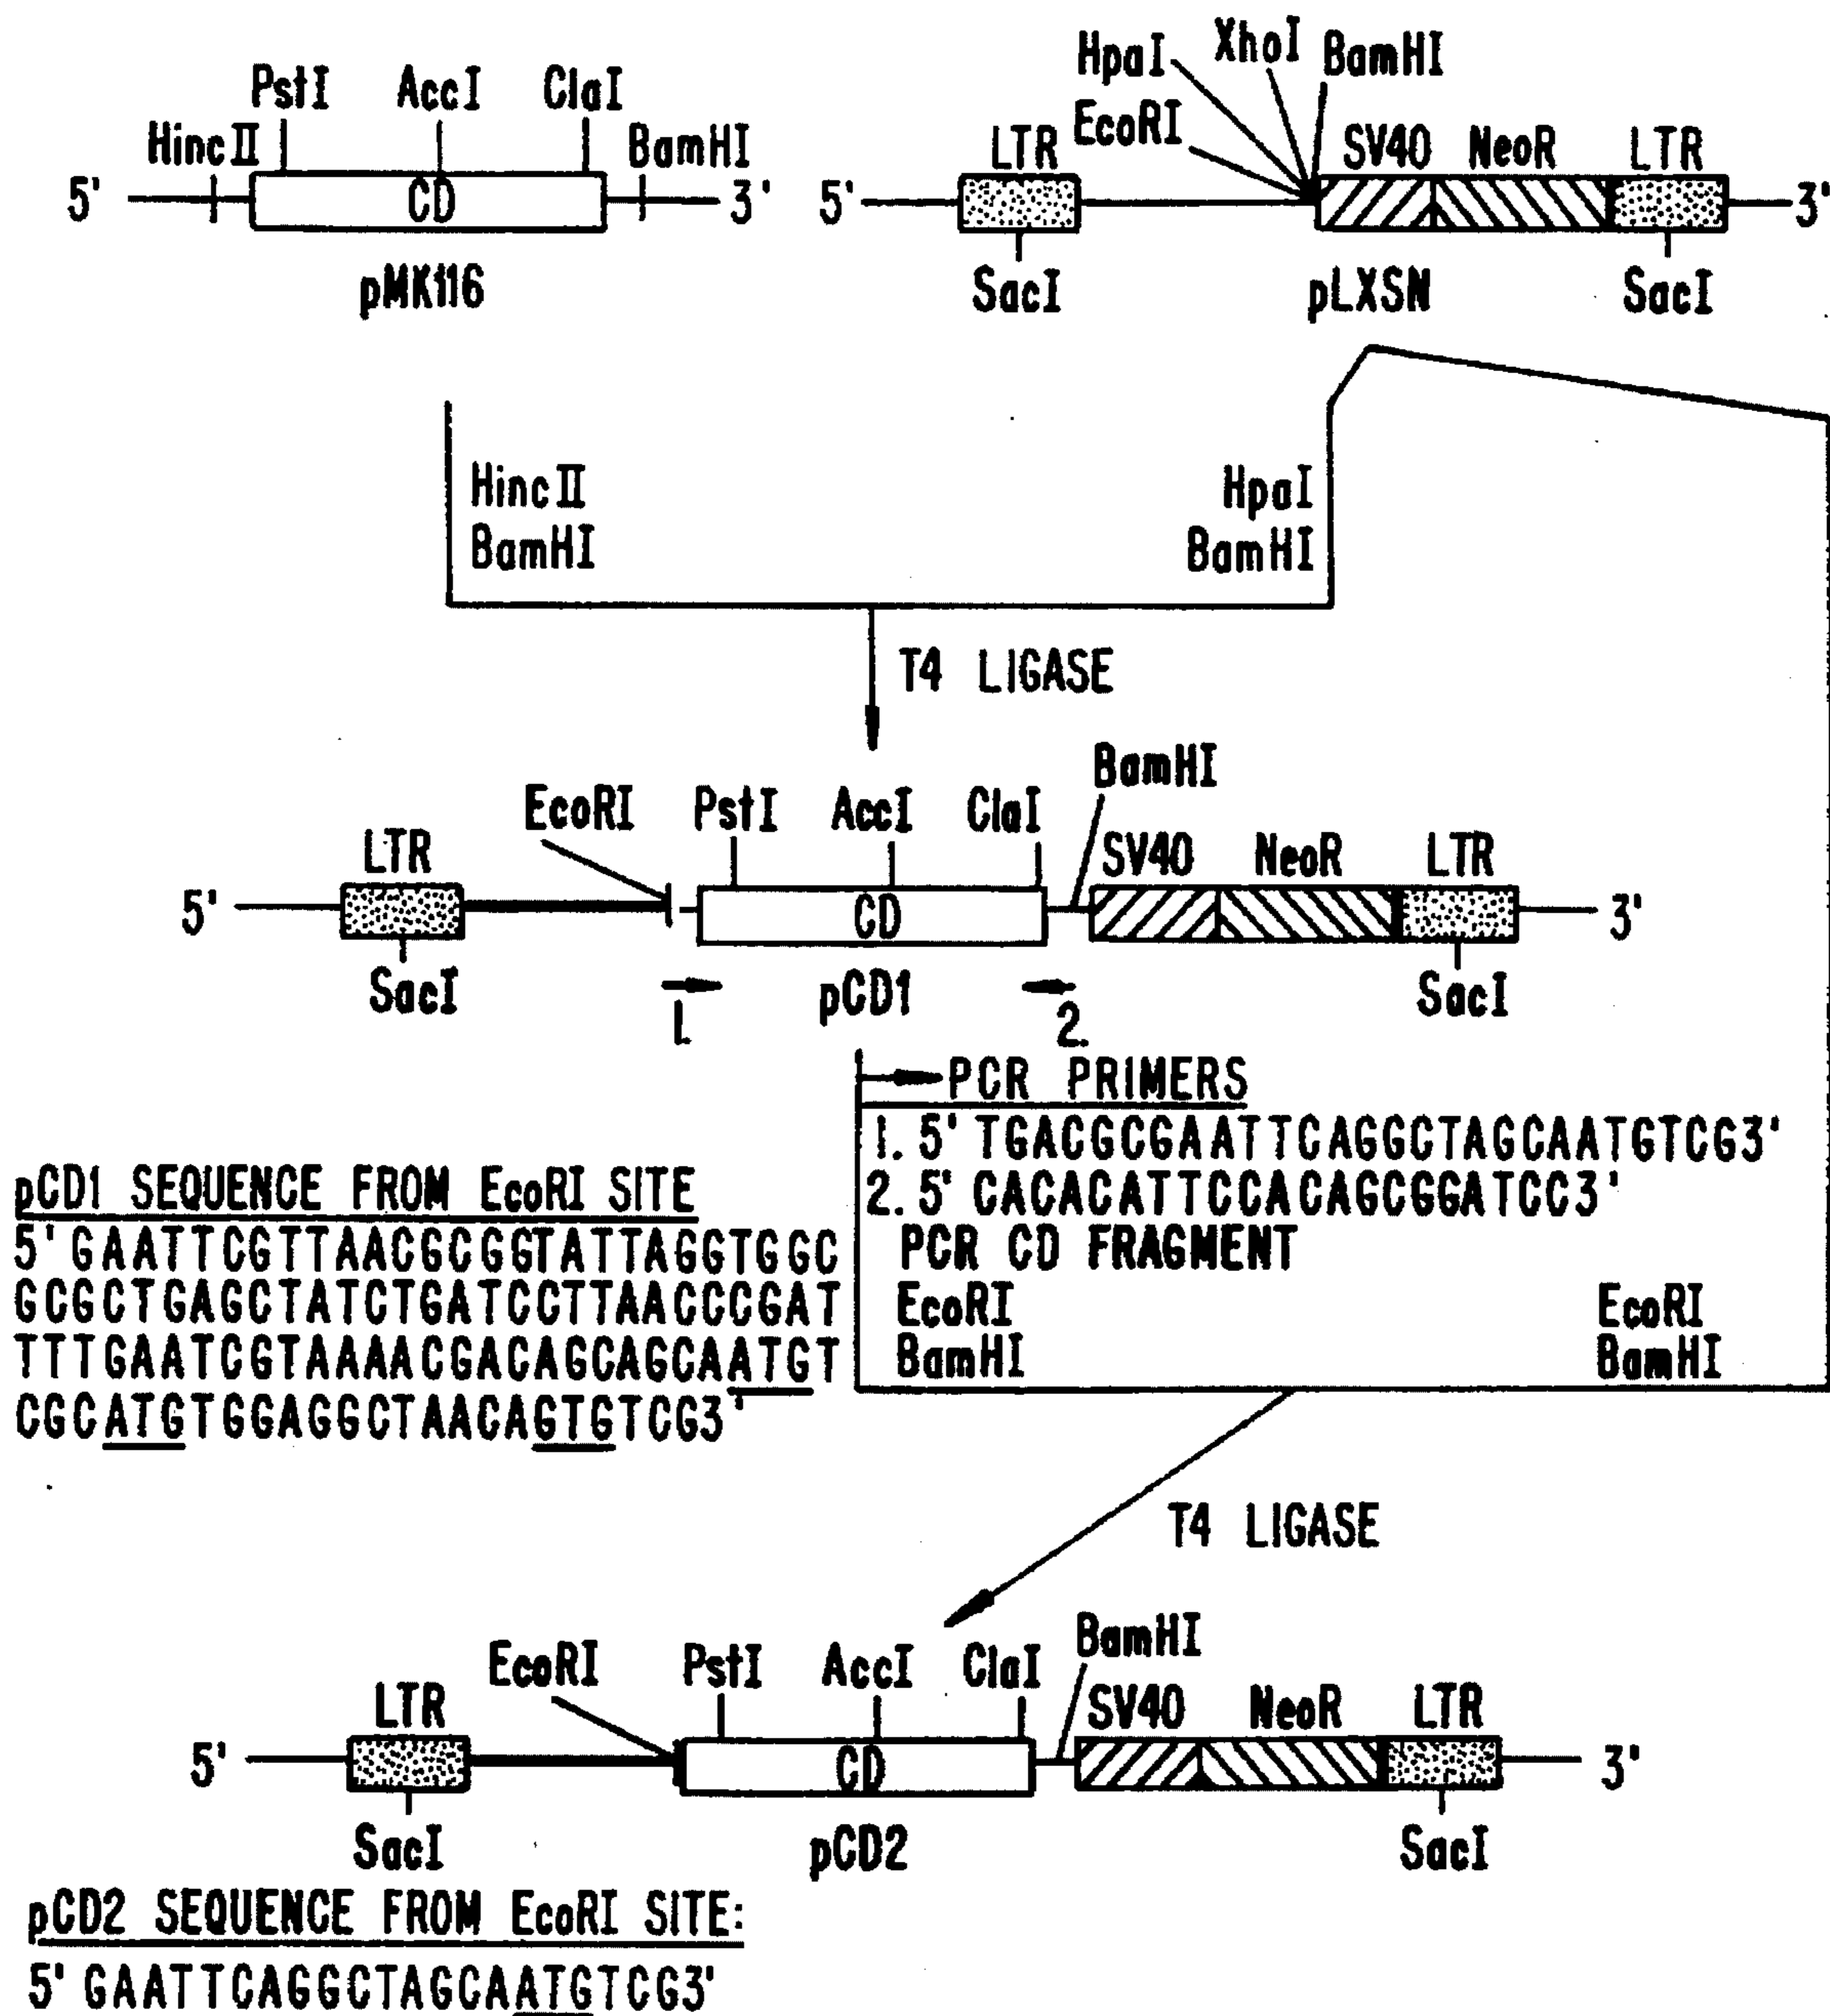 HpaI XhoI BamHI
PstI AccI ClaI
EcoRI
HincII BamHI LTR SV40 NeoR LTR
5' CD 3' 5' 3'
SacI SacI
pMK116 pLXSN
HincII HpaI
BamHI BamHI
T4 LIGASE
BamHI
EcoRI PstI AccI ClaI
LTR SV40 NeoR LTR
5' CD 3'
SacI pCD1 SacI
1. 2.
PCR PRIMERS
1. 5' TGACGCGAATTCAGGCTAGCAATGTCG3'
2. 5' CACACATTCCACAGCGGATCC3'
PCR CD FRAGMENT
EcoRI EcoRI
BamHI BamHI
pCD1 SEQUENCE FROM EcoRI SITE
5' GAATTCGTTAACGCGGTATTAGGTGGC
GCGCTGAGCTATCTGATCCTTAACCCGAT
TTTGAATCGTAAAACGACAGCAGCAATGT
CGCATGTGGAGGCTAACAGTGTCG3'
T4 LIGASE
BamHI
EcoRI PstI AccI ClaI
LTR SV40 NeoR LTR
5' CD 3'
SacI pCD2 SacI
pCD2 SEQUENCE FROM EcoRI SITE:
5' GAATTCAGGCTAGCAATGTCG3'